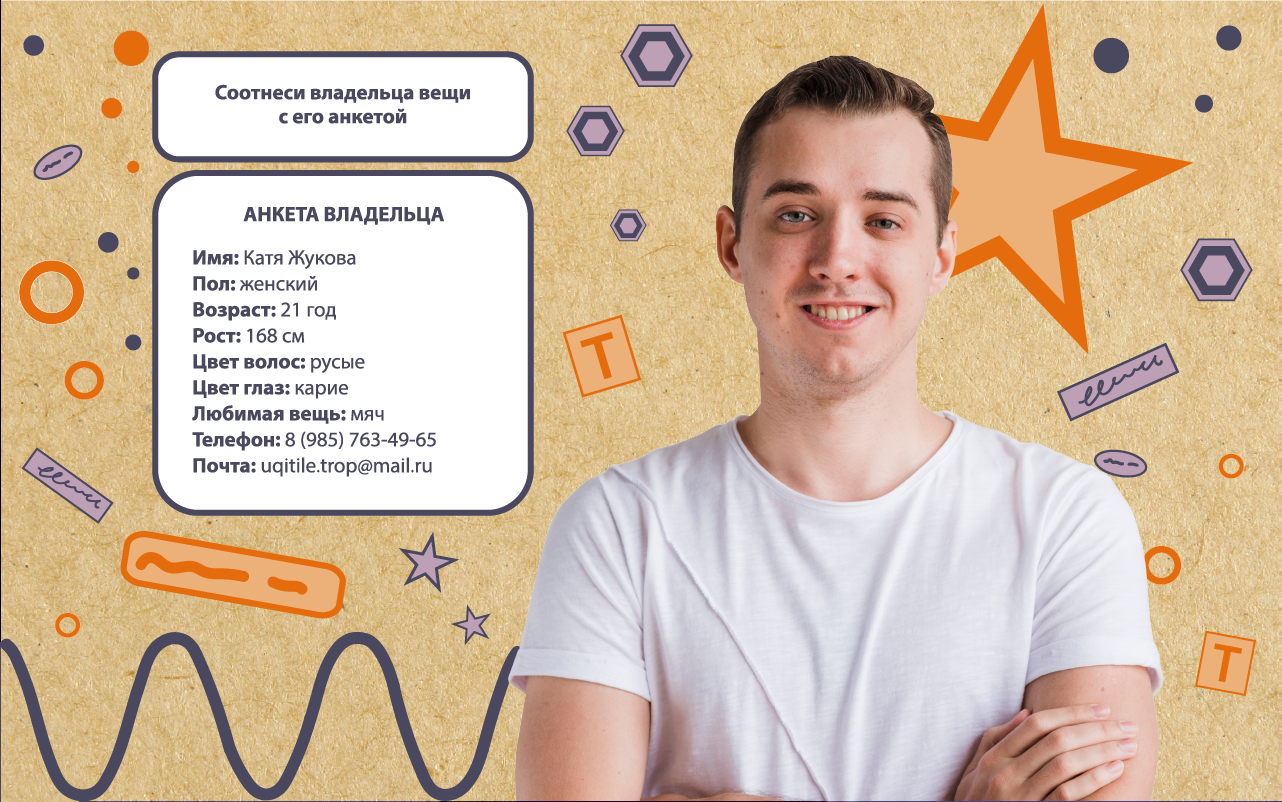 Соотнеси владельца вещи
с его анкетой
АНКЕТА ВЛАДЕЛЬЦА
Имя: Катя Жукова
Пол: женский
Возраст: 21 год
Рост: 168 см
Цвет волос: русые
Цвет глаз: карие
Любимая вещь: мяч
Телефон: 8 (985) 763-49-65
Почта: uqitile.trop@mail.ru
Т
Т